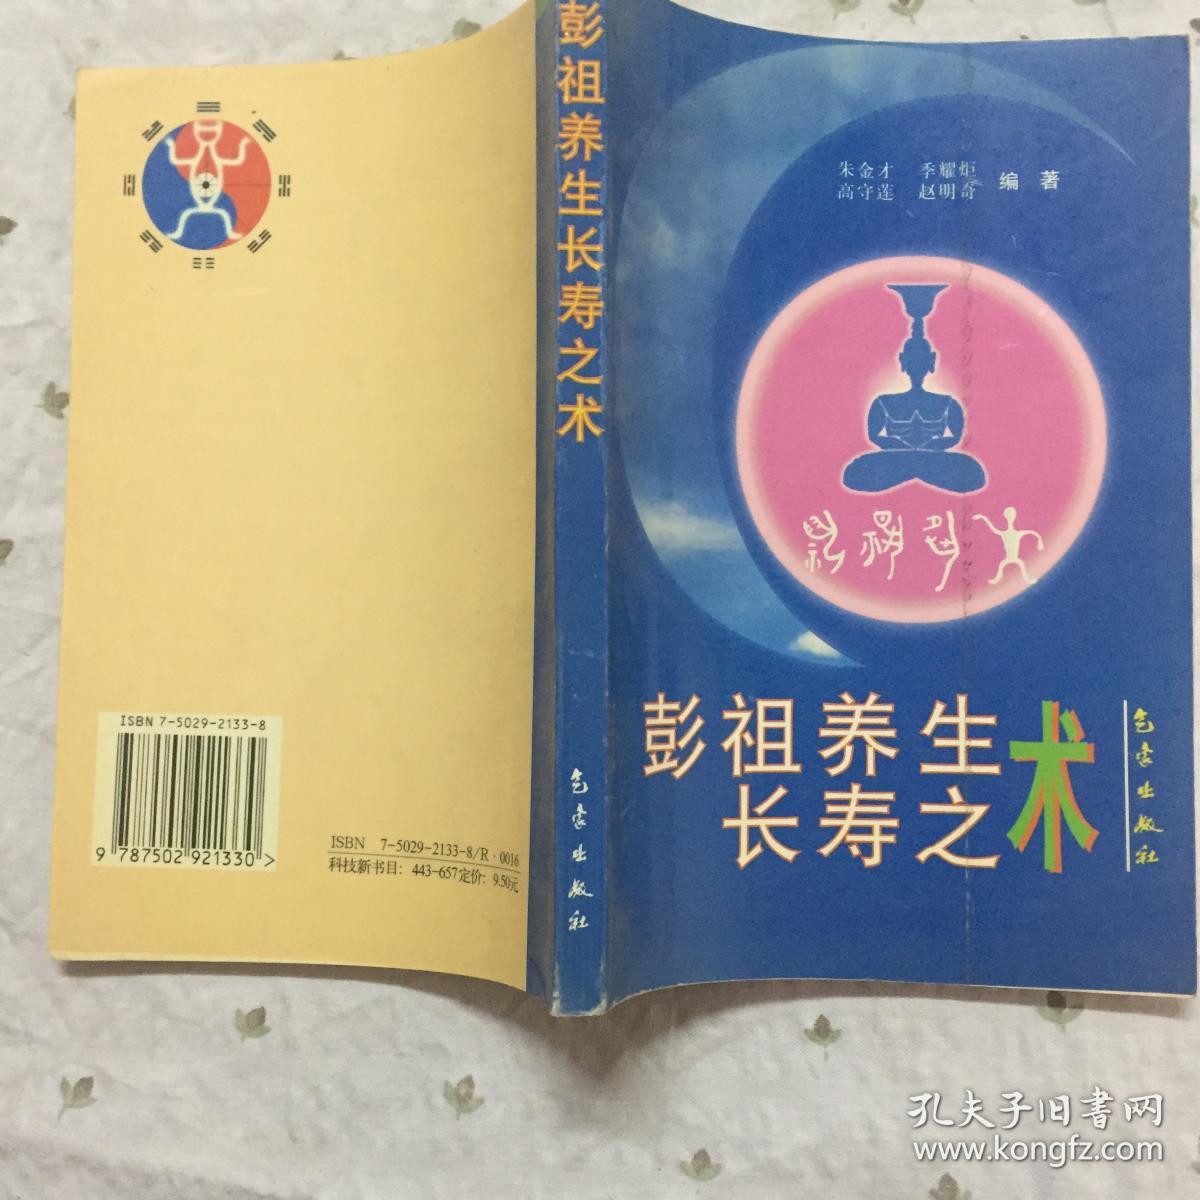 朱金才 季耀炬
高守莲 赵明奇 编著
彭祖养生
长寿之术
气象出版社
彭祖养生长寿之术
气象出版社
ISBN 7-5029-2133-8
9 787502 921330 >
ISBN 7-5029-2133-8/R·0016
科技新书目：443-657定价：9.50元
孔夫子旧书网
www.kongfz.com